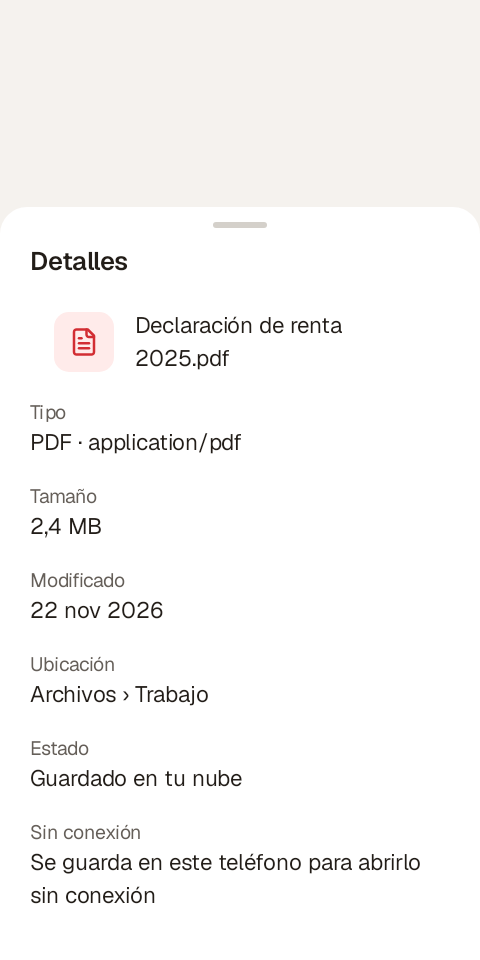 Detalles
Declaración de renta
2025.pdf
Tipo
PDF · application/pdf
Tamaño
2,4 MB
Modificado
22 nov 2026
Ubicación
Archivos › Trabajo
Estado
Guardado en tu nube
Sin conexión
Se guarda en este teléfono para abrirlo
sin conexión